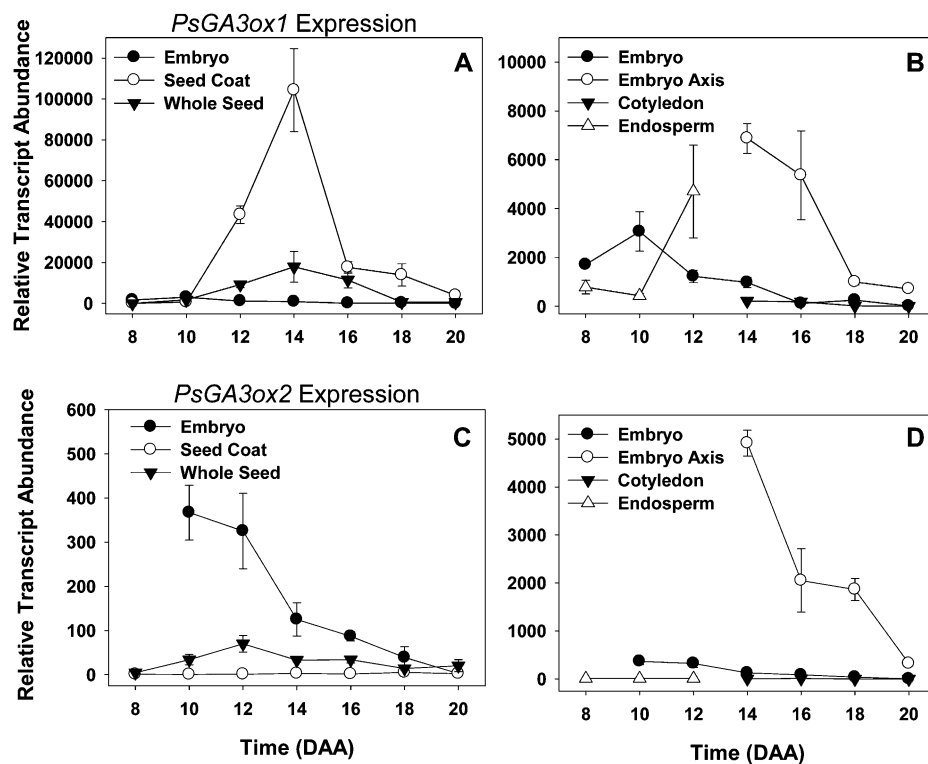 PsGA3ox1 Expression
Relative Transcript Abundance
120000
100000
80000
60000
40000
20000
0
Embryo
Seed Coat
Whole Seed
A
8 10 12 14 16 18 20
10000
8000
6000
4000
2000
0
Embryo
Embryo Axis
Cotyledon
Endosperm
B
8 10 12 14 16 18 20
PsGA3ox2 Expression
Relative Transcript Abundance
600
500
400
300
200
100
0
Embryo
Seed Coat
Whole Seed
C
8 10 12 14 16 18 20
Time (DAA)
5000
4000
3000
2000
1000
0
Embryo
Embryo Axis
Cotyledon
Endosperm
D
8 10 12 14 16 18 20
Time (DAA)